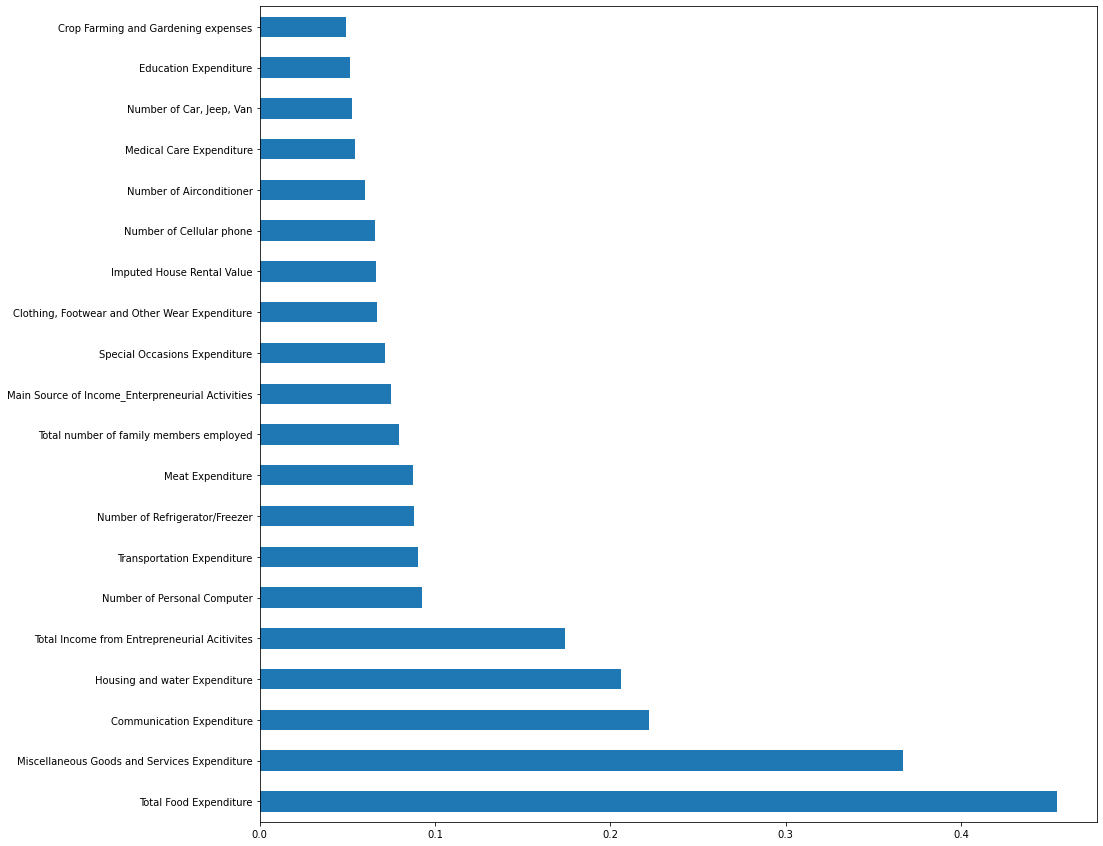 Crop Farming and Gardening expenses
Education Expenditure
Number of Car, Jeep, Van
Medical Care Expenditure
Number of Airconditioner
Number of Cellular phone
Imputed House Rental Value
Clothing, Footwear and Other Wear Expenditure
Special Occasions Expenditure
Main Source of Income_Enterpreneurial Activities
Total number of family members employed
Meat Expenditure
Number of Refrigerator/Freezer
Transportation Expenditure
Number of Personal Computer
Total Income from Entrepreneurial Acitivites
Housing and water Expenditure
Communication Expenditure
Miscellaneous Goods and Services Expenditure
Total Food Expenditure
0.0 0.1 0.2 0.3 0.4